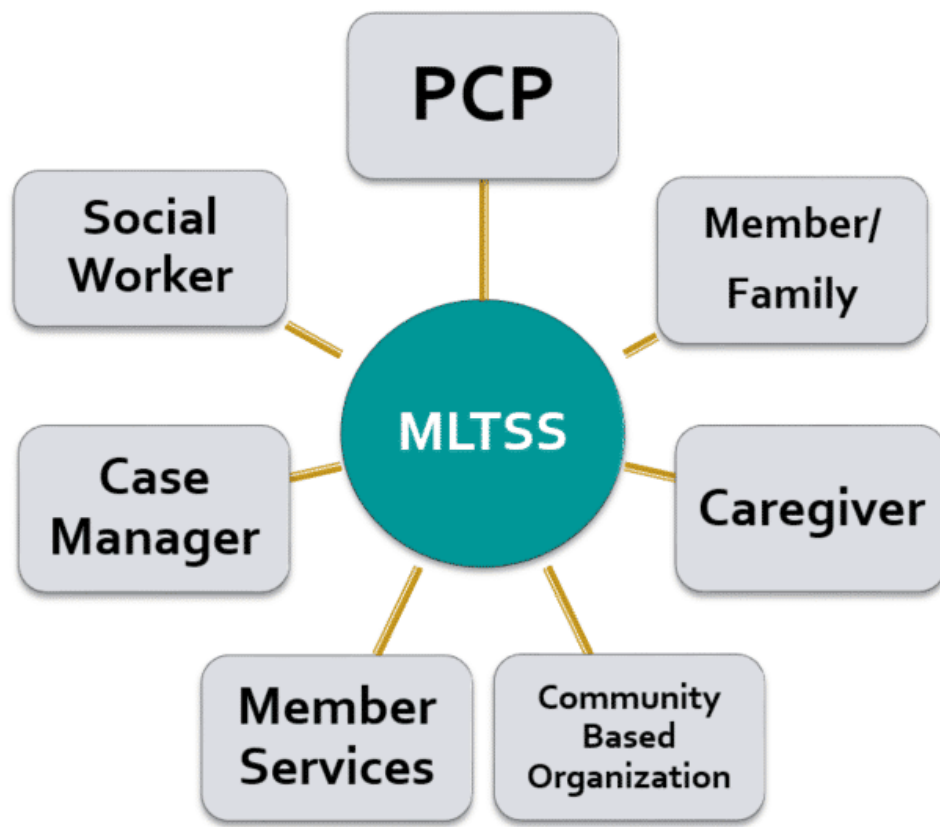 PCP
Social
Worker
Member/
Family
MLTSS
Case
Manager
Caregiver
Member
Services
Community
Based
Organization